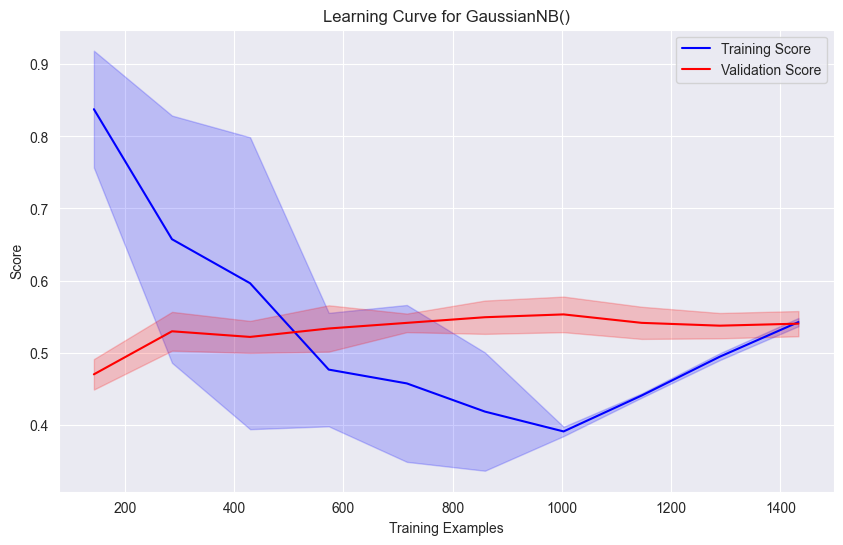 Learning Curve for GaussianNB()
Training Score
Validation Score
Score
0.9
0.8
0.7
0.6
0.5
0.4
200 400 600 800 1000 1200 1400
Training Examples